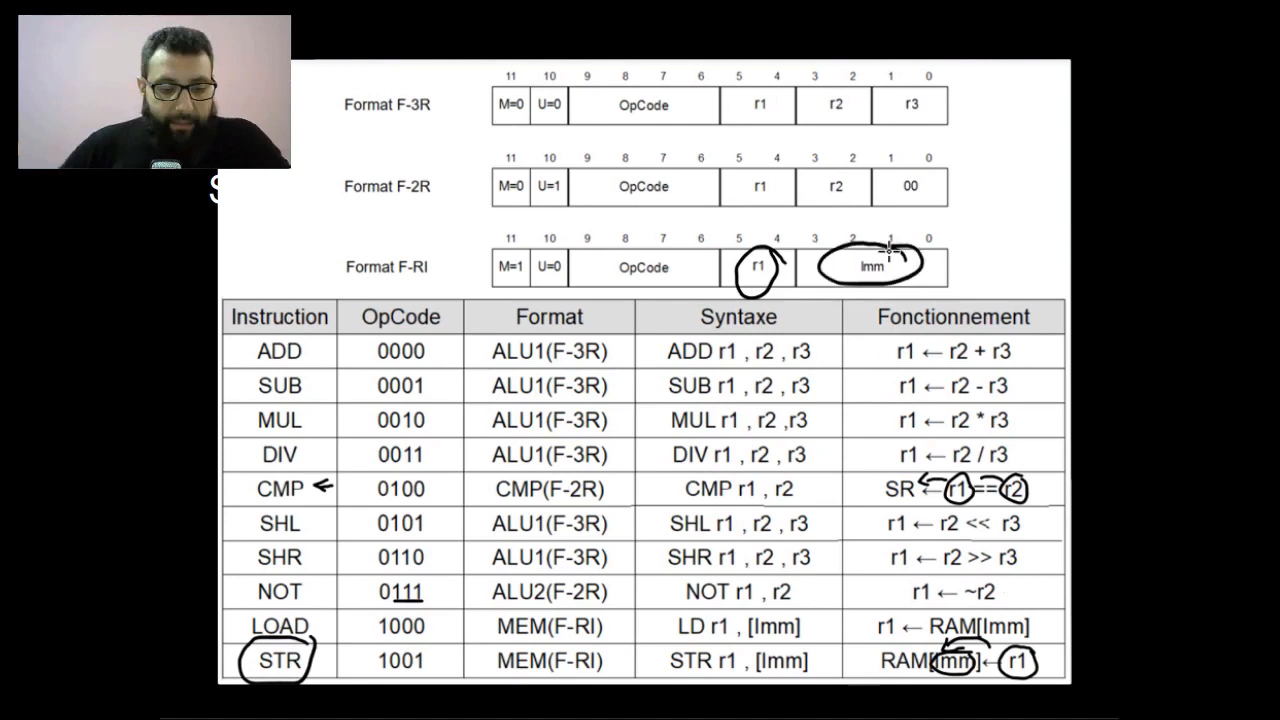 S
11 10 9 8 7 6 5 4 3 2 1 0
Format F-3R M=0 U=0 OpCode r1 r2 r3
11 10 9 8 7 6 5 4 3 2 1 0
Format F-2R M=0 U=1 OpCode r1 r2 00
11 10 9 8 7 6 5 4 3 2 1 0
Format F-RI M=1 U=0 OpCode r1 Imm
Instruction OpCode Format Syntaxe Fonctionnement
ADD 0000 ALU1(F-3R) ADD r1 , r2 , r3 r1 ← r2 + r3
SUB 0001 ALU1(F-3R) SUB r1 , r2 , r3 r1 ← r2 - r3
MUL 0010 ALU1(F-3R) MUL r1 , r2 ,r3 r1 ← r2 * r3
DIV 0011 ALU1(F-3R) DIV r1 , r2 , r3 r1 ← r2 / r3
CMP 0100 CMP(F-2R) CMP r1 , r2 SR ← r1 == r2
SHL 0101 ALU1(F-3R) SHL r1 , r2 , r3 r1 ← r2 << r3
SHR 0110 ALU1(F-3R) SHR r1 , r2 , r3 r1 ← r2 >> r3
NOT 0111 ALU2(F-2R) NOT r1 , r2 r1 ← ~r2
LOAD 1000 MEM(F-RI) LD r1 , [Imm] r1 ← RAM[Imm]
STR 1001 MEM(F-RI) STR r1 , [Imm] RAM[Imm] ← r1